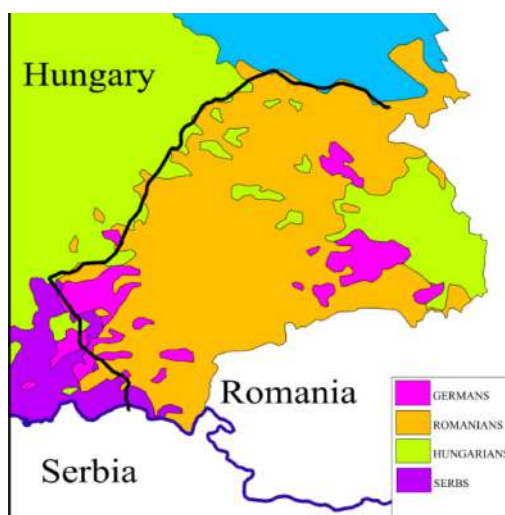 Hungary
Romania
Serbia
GERMANS
ROMANIANS
HUNGARIANS
SERBS